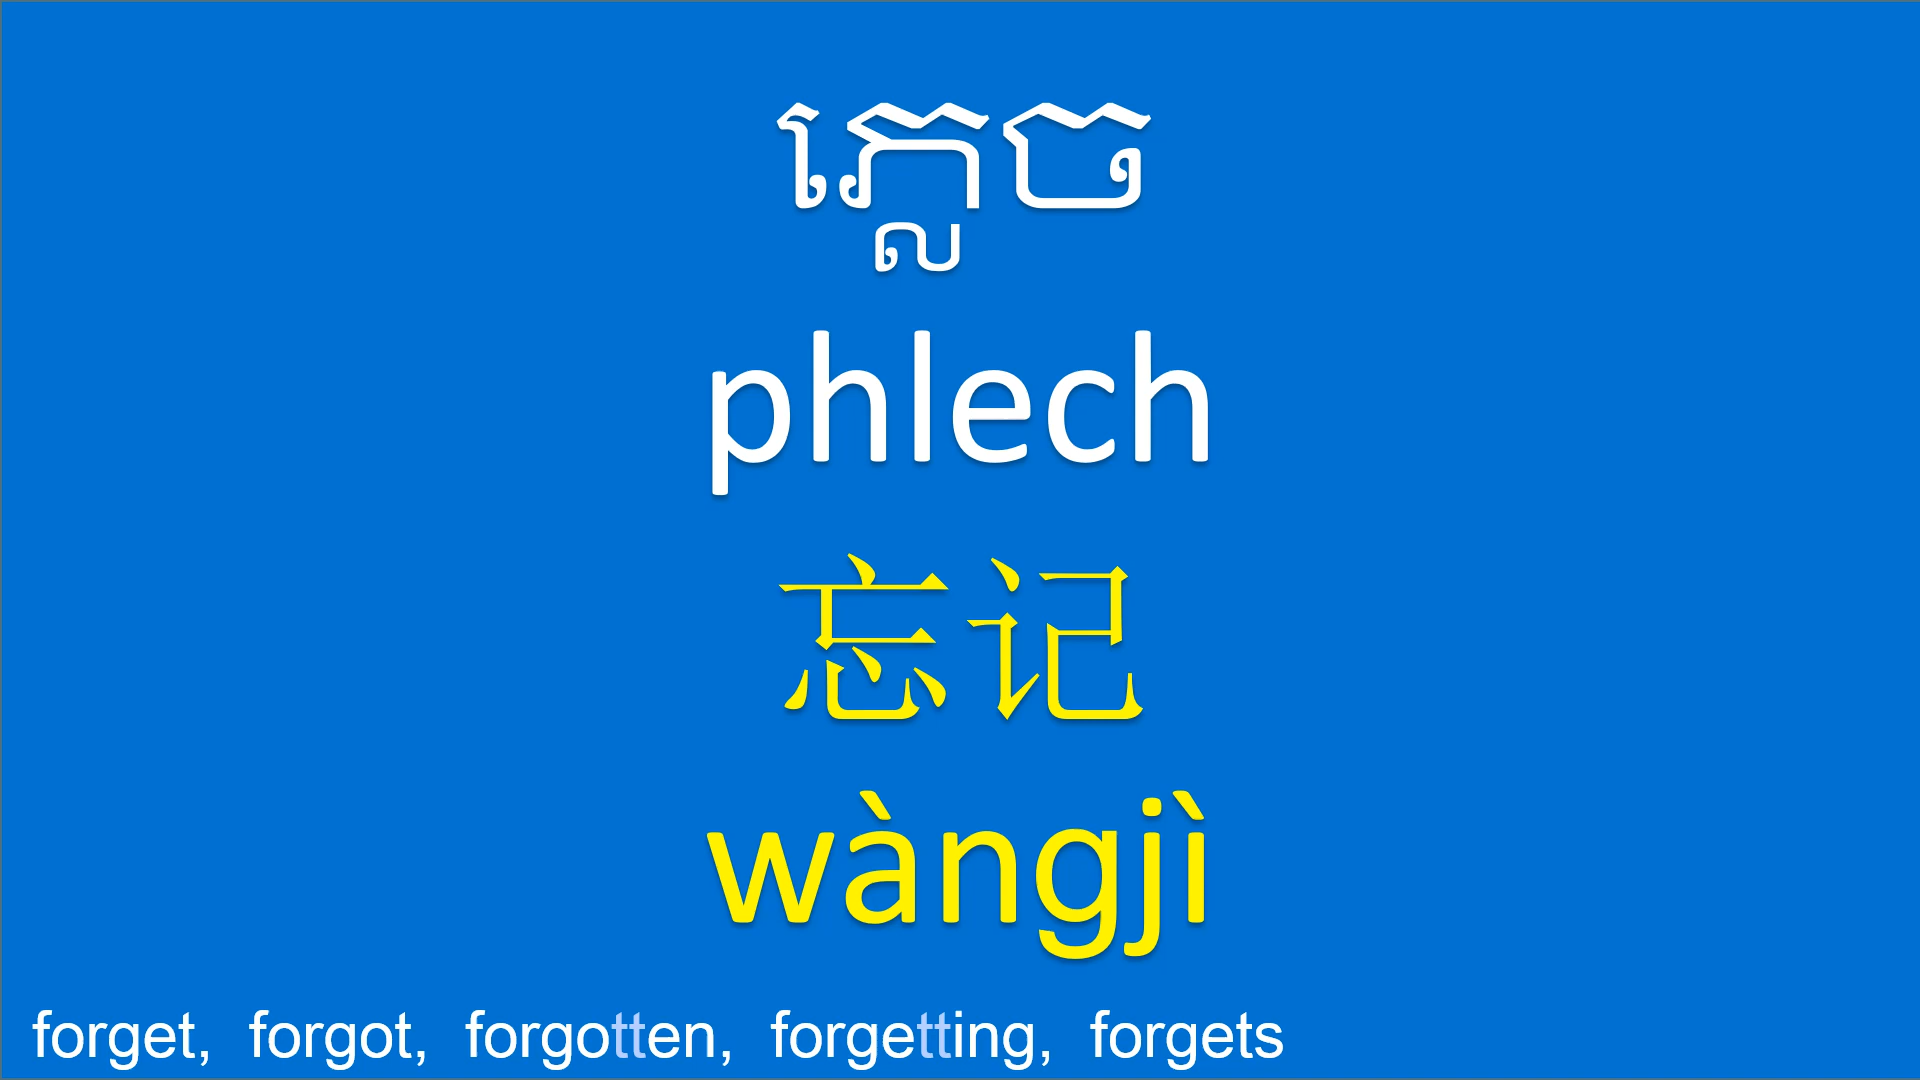 ភ្លេច
phlech
忘记
wàngjì
forget, forgot, forgotten, forgetting, forgets